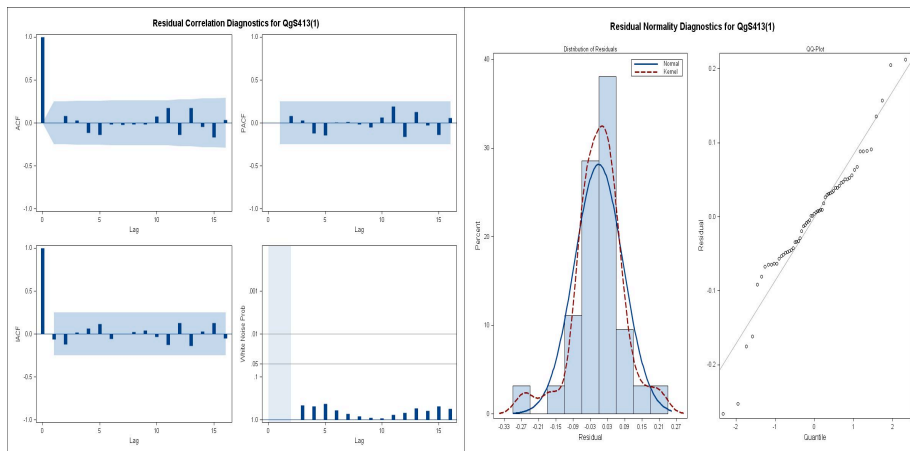 Residual Correlation Diagnostics for QgS413(1)
1.0
0.5
0.0
-0.5
-1.0
ACF
0 5 10 15
Lag
1.0
0.5
0.0
-0.5
-1.0
PACF
0 5 10 15
Lag
1.0
0.5
0.0
-0.5
-1.0
IACF
0 5 10 15
Lag
.001
.01
.05
.1
1.0
White Noise Prob
0 5 10 15
Lag
Residual Normality Diagnostics for QgS413(1)
Distribution of Residuals
Normal
Kernel
40
30
20
10
0
Percent
-0.33 -0.27 -0.21 -0.15 -0.09 -0.03 0.03 0.09 0.15 0.21 0.27
Residual
QQ-Plot
0.2
0.1
0.0
-0.1
-0.2
Residual
-2 -1 0 1 2
Quantile